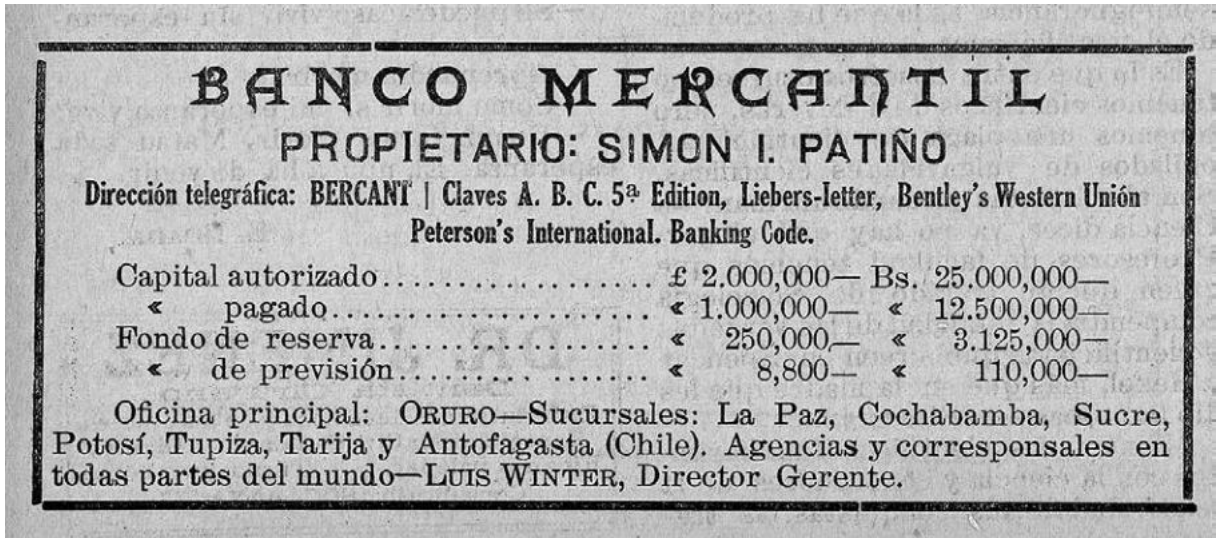 BANCO MERCANTIL
PROPIETARIO: SIMON I. PATIÑO
Dirección telegráfica: BERCANT | Claves A. B. C. 5ª Edition, Liebers-letter, Bentley's Western Unión
Peterson's International. Banking Code.
Capital autorizado.................. £ 2.000,000— Bs. 25.000,000—
« pagado..................... « 1.000,000— « 12.500,000—
Fondo de reserva.................. « 250,000— « 3.125,000—
« de previsión......... ....... « 8,800— « 110,000—
Oficina principal: ORURO—Sucursales: La Paz, Cochabamba, Sucre,
Potosí, Tupiza, Tarija y Antofagasta (Chile). Agencias y corresponsales en
todas partes del mundo—LUIS WINTER, Director Gerente.